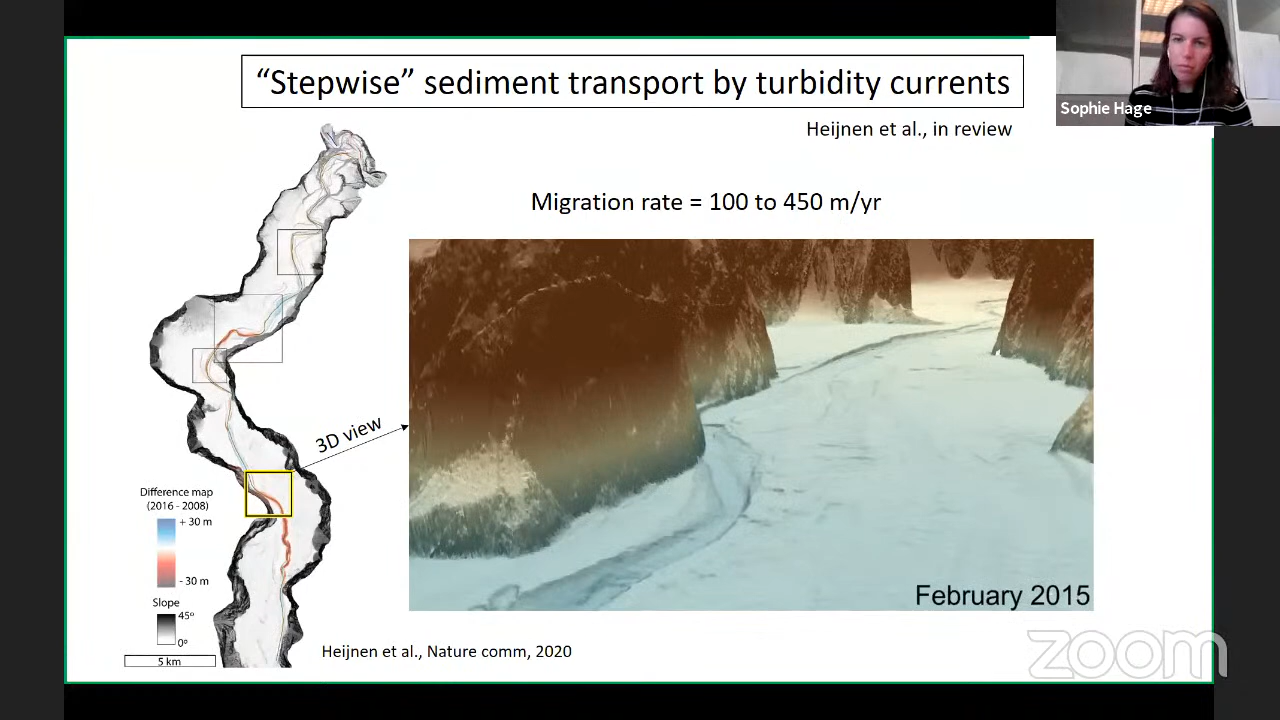 “Stepwise” sediment transport by turbidity currents
Sophie Hage
Heijnen et al., in review
Migration rate = 100 to 450 m/yr
3D view
Difference map
(2016 - 2008)
+ 30 m
- 30 m
Slope
45º
0º
5 km
February 2015
Heijnen et al., Nature comm, 2020
zoom